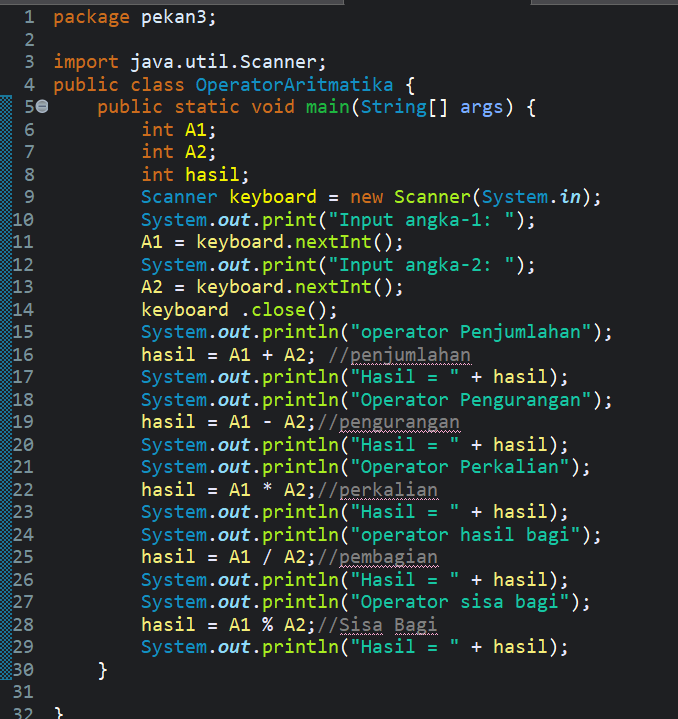 1 package pekan3;
2
3 import java.util.Scanner;
4 public class OperatorAritmatika {
5 public static void main(String[] args) {
6 int A1;
7 int A2;
8 int hasil;
9 Scanner keyboard = new Scanner(System.in);
10 System.out.print("Input angka-1: ");
11 A1 = keyboard.nextInt();
12 System.out.print("Input angka-2: ");
13 A2 = keyboard.nextInt();
14 keyboard .close();
15 System.out.println("operator Penjumlahan");
16 hasil = A1 + A2; //penjumlahan
17 System.out.println("Hasil = " + hasil);
18 System.out.println("Operator Pengurangan");
19 hasil = A1 - A2;//pengurangan
20 System.out.println("Hasil = " + hasil);
21 System.out.println("Operator Perkalian");
22 hasil = A1 * A2;//perkalian
23 System.out.println("Hasil = " + hasil);
24 System.out.println("operator hasil bagi");
25 hasil = A1 / A2;//pembagian
26 System.out.println("Hasil = " + hasil);
27 System.out.println("Operator sisa bagi");
28 hasil = A1 % A2;//Sisa Bagi
29 System.out.println("Hasil = " + hasil);
30 }
31
32 }